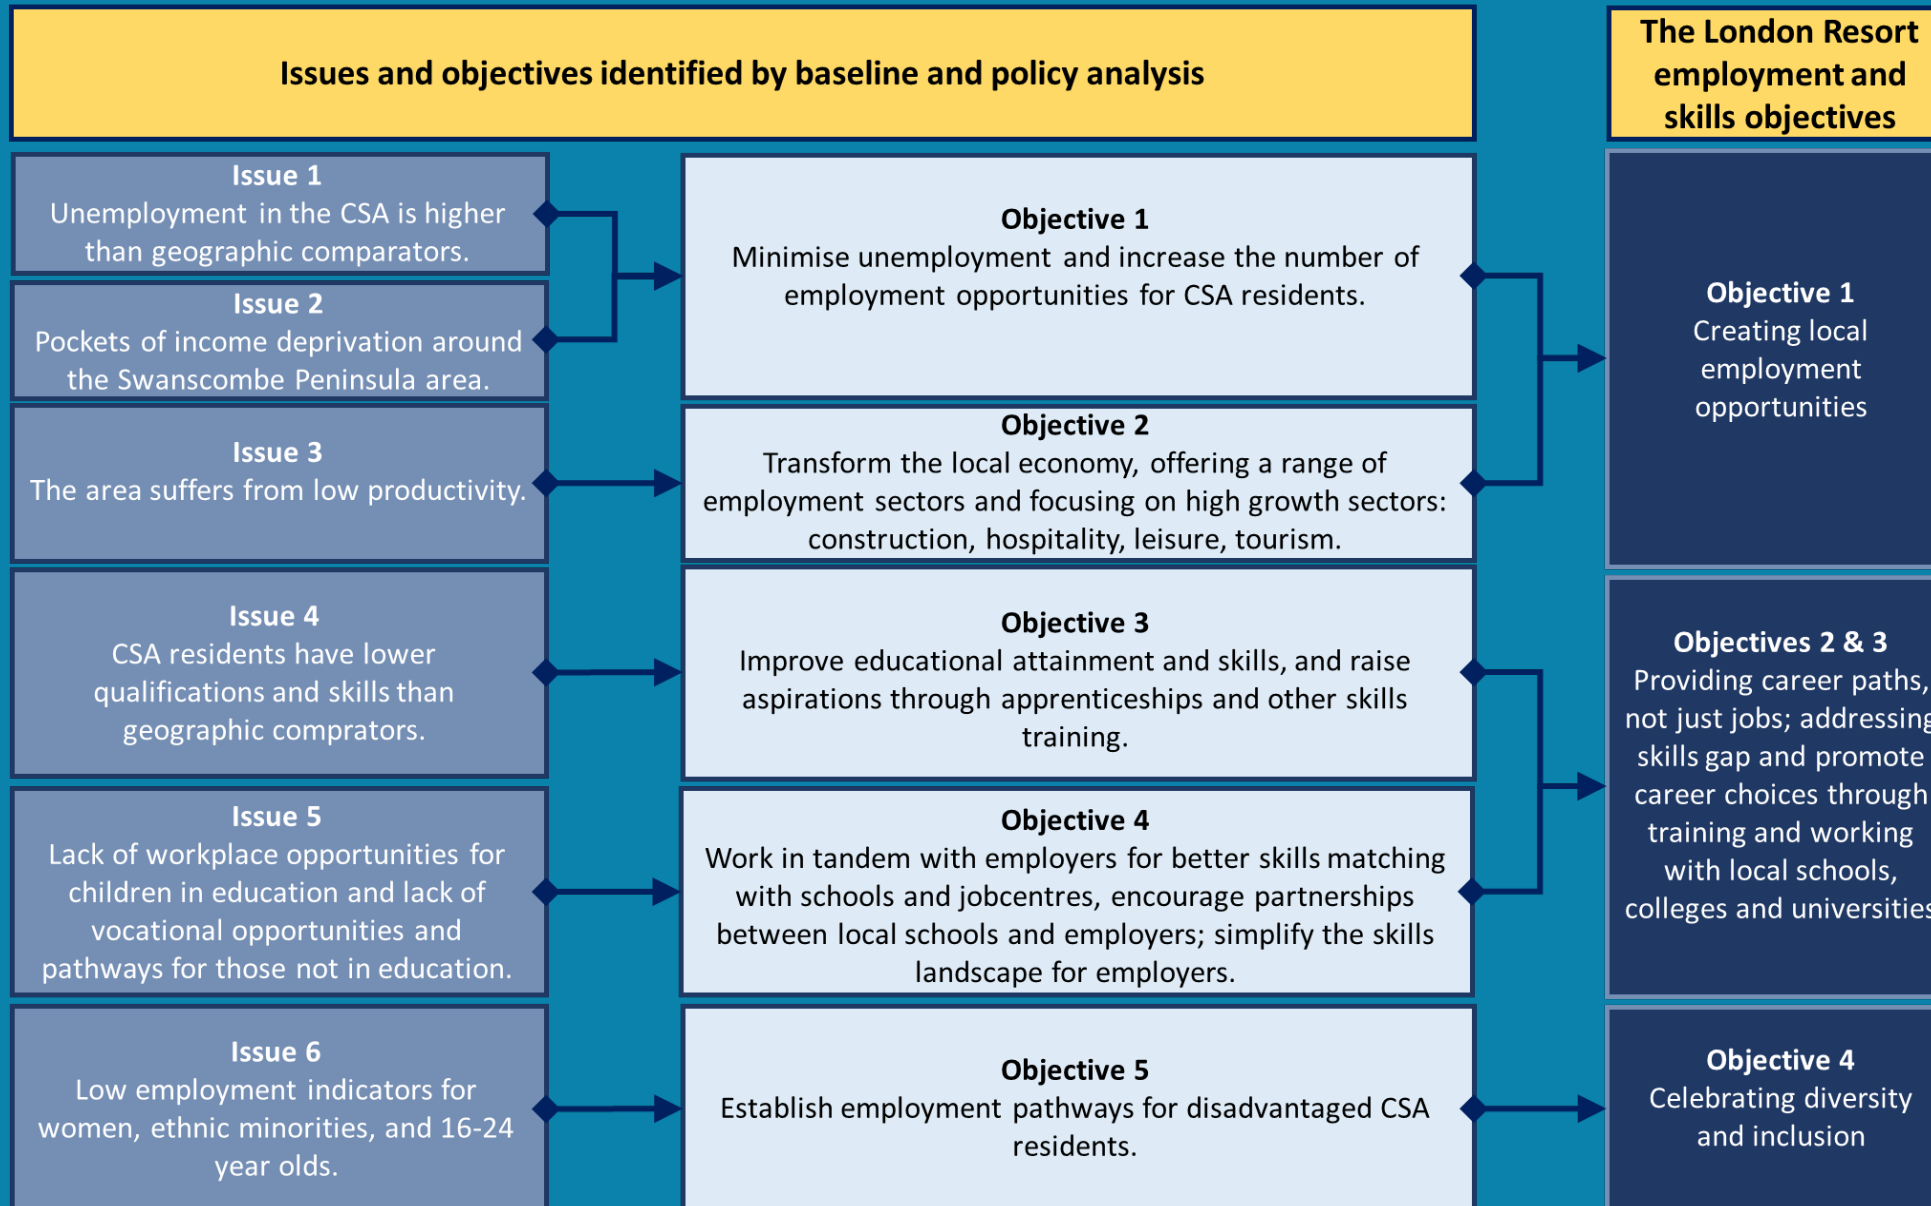 Issues and objectives identified by baseline and policy analysis
The London Resort
employment and
skills objectives
Issue 1
Unemployment in the CSA is higher
than geographic comparators.
Issue 2
Pockets of income deprivation around
the Swanscombe Peninsula area.
Issue 3
The area suffers from low productivity.
Issue 4
CSA residents have lower
qualifications and skills than
geographic comprators.
Issue 5
Lack of workplace opportunities for
children in education and lack of
vocational opportunities and
pathways for those not in education.
Issue 6
Low employment indicators for
women, ethnic minorities, and 16-24
year olds.
Objective 1
Minimise unemployment and increase the number of
employment opportunities for CSA residents.
Objective 2
Transform the local economy, offering a range of
employment sectors and focusing on high growth sectors:
construction, hospitality, leisure, tourism.
Objective 3
Improve educational attainment and skills, and raise
aspirations through apprenticeships and other skills
training.
Objective 4
Work in tandem with employers for better skills matching
with schools and jobcentres, encourage partnerships
between local schools and employers; simplify the skills
landscape for employers.
Objective 5
Establish employment pathways for disadvantaged CSA
residents.
Objective 1
Creating local
employment
opportunities
Objectives 2 & 3
Providing career paths,
not just jobs; addressing
skills gap and promote
career choices through
training and working
with local schools,
colleges and universities
Objective 4
Celebrating diversity
and inclusion